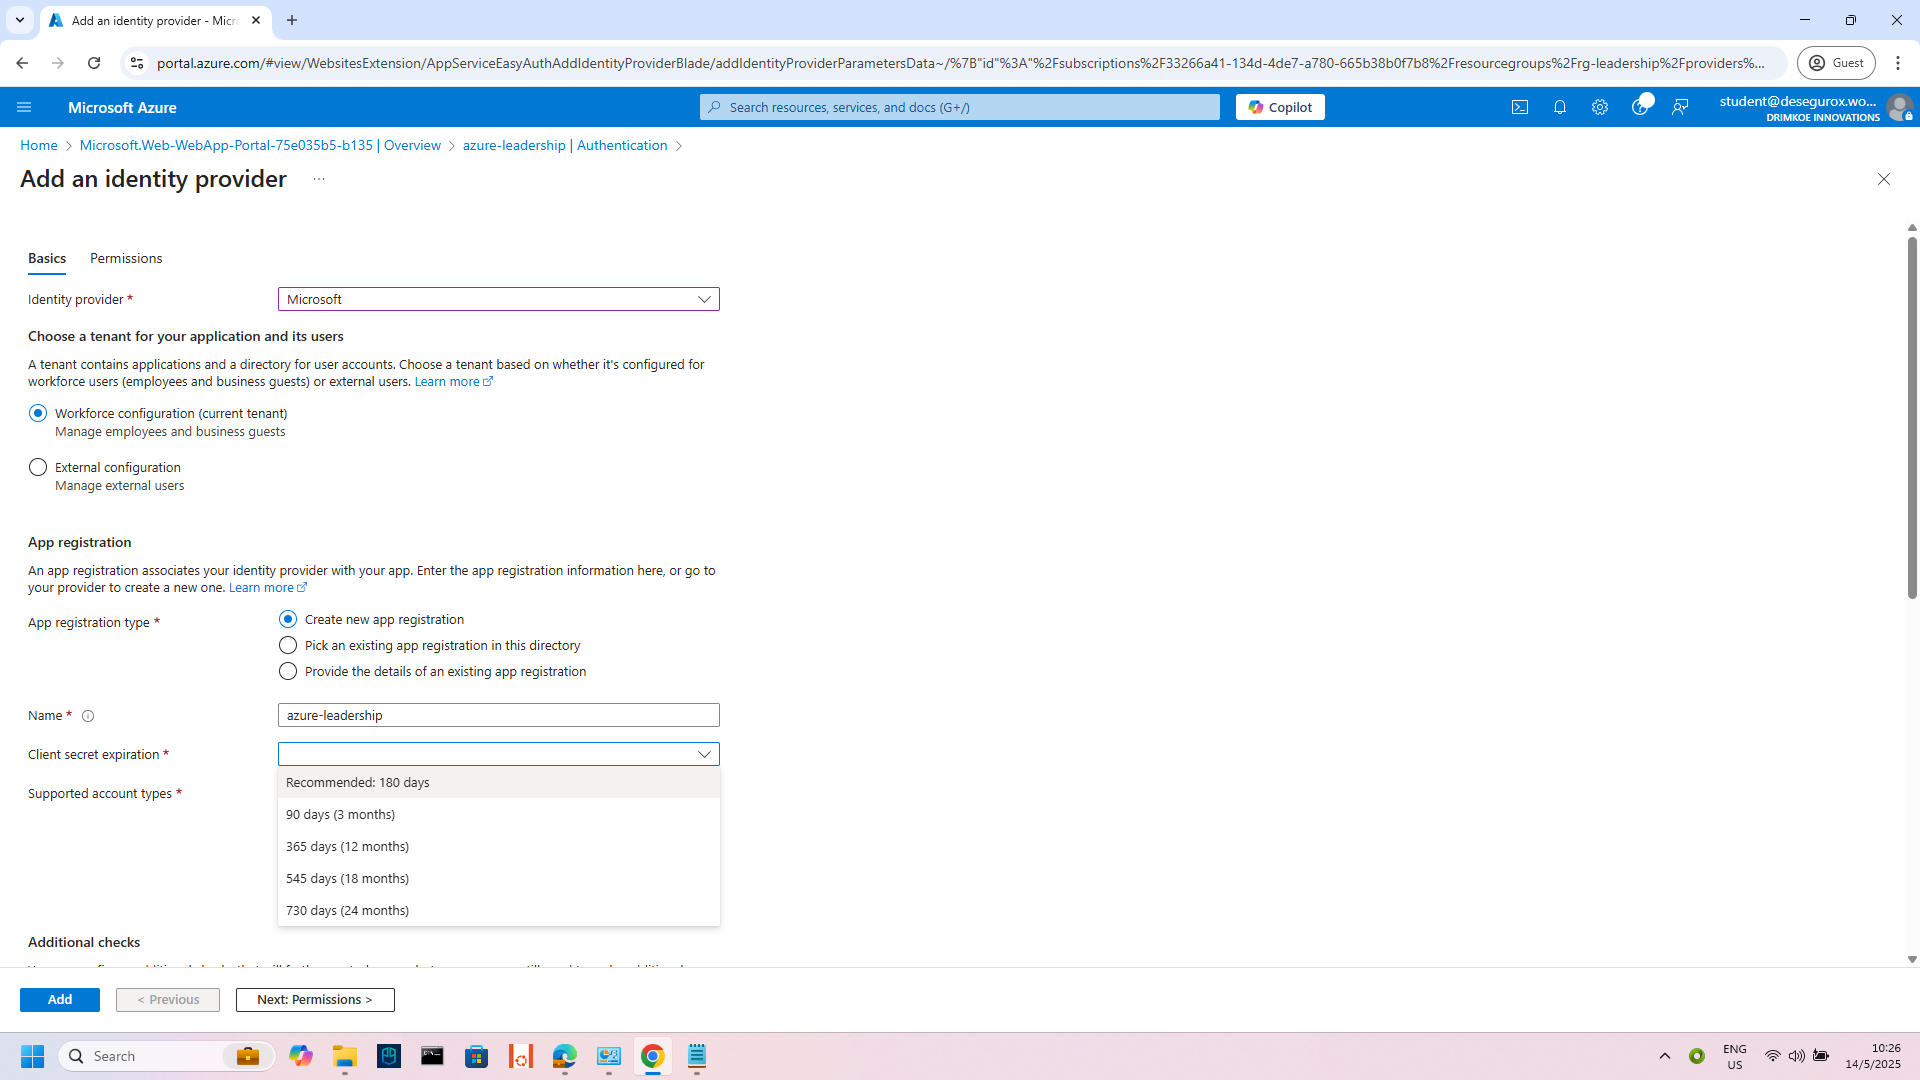 Add an identity provider - Micr
portal.azure.com/#view/WebsitesExtension/AppServiceEasyAuthAddIdentityProviderBlade/addIdentityProviderParametersData~/%7B"id"%3A"%2Fsubscriptions%2F33266a41-134d-4de7-a780-665b38b0f7b8%2Fresourcegroups%2Frg-leadership%2Fproviders%...
Guest
Microsoft Azure
Search resources, services, and docs (G+/)
Copilot
student@desegurox.wo...
DRIMKOE INNOVATIONS
Home > Microsoft.Web-WebApp-Portal-75e035b5-b135 | Overview > azure-leadership | Authentication >
Add an identity provider ...
Basics
Permissions
Identity provider *
Microsoft
Choose a tenant for your application and its users
A tenant contains applications and a directory for user accounts. Choose a tenant based on whether it's configured for
workforce users (employees and business guests) or external users. Learn more
Workforce configuration (current tenant)
Manage employees and business guests
External configuration
Manage external users
App registration
An app registration associates your identity provider with your app. Enter the app registration information here, or go to
your provider to create a new one. Learn more
App registration type *
Create new app registration
Pick an existing app registration in this directory
Provide the details of an existing app registration
Name *
azure-leadership
Client secret expiration *
Recommended: 180 days
Supported account types *
90 days (3 months)
365 days (12 months)
545 days (18 months)
730 days (24 months)
Additional checks
Add
< Previous
Next: Permissions >
Search
ENG
US
10:26
14/5/2025